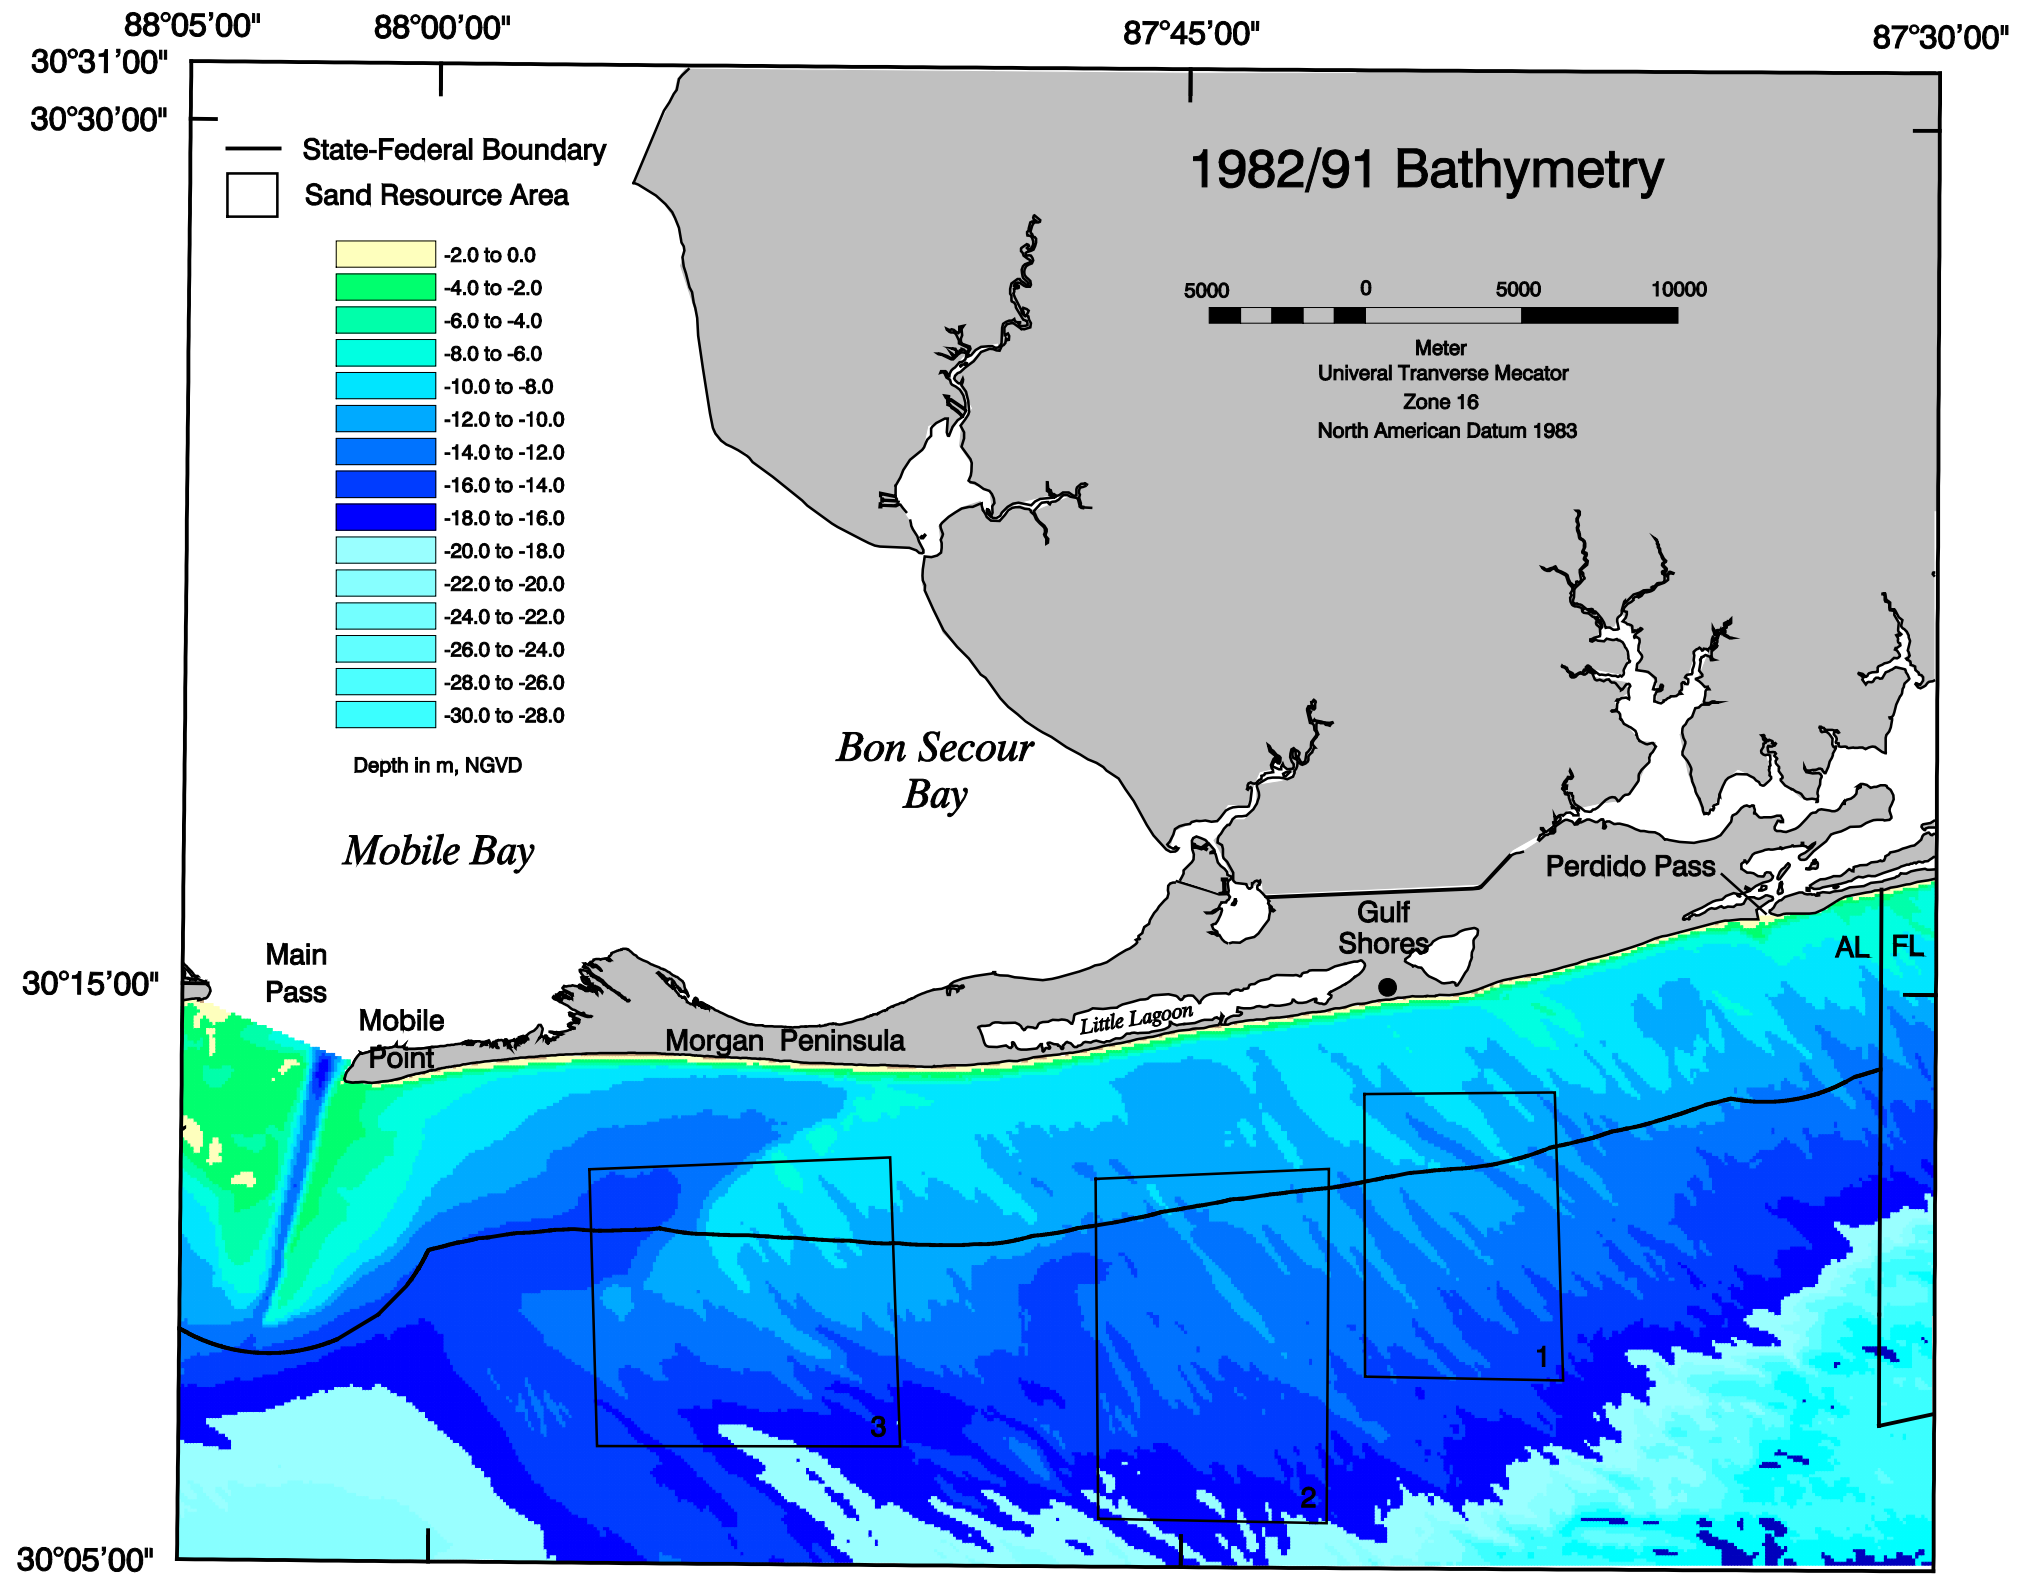 88°05'00"
88°00'00"
87°45'00"
87°30'00"
30°31'00"
30°30'00"
State-Federal Boundary
Sand Resource Area
1982/91 Bathymetry
-2.0 to 0.0
-4.0 to -2.0
-6.0 to -4.0
-8.0 to -6.0
-10.0 to -8.0
-12.0 to -10.0
-14.0 to -12.0
-16.0 to -14.0
-18.0 to -16.0
-20.0 to -18.0
-22.0 to -20.0
-24.0 to -22.0
-26.0 to -24.0
-28.0 to -26.0
-30.0 to -28.0
Depth in m, NGVD
5000 0 5000 10000
Meter
Univeral Tranverse Mecator
Zone 16
North American Datum 1983
Bon Secour
Bay
Mobile Bay
Perdido Pass
Gulf
Shores
AL FL
Main
Pass
30°15'00"
Mobile
Point
Morgan Peninsula
Little Lagoon
1
3
2
30°05'00"